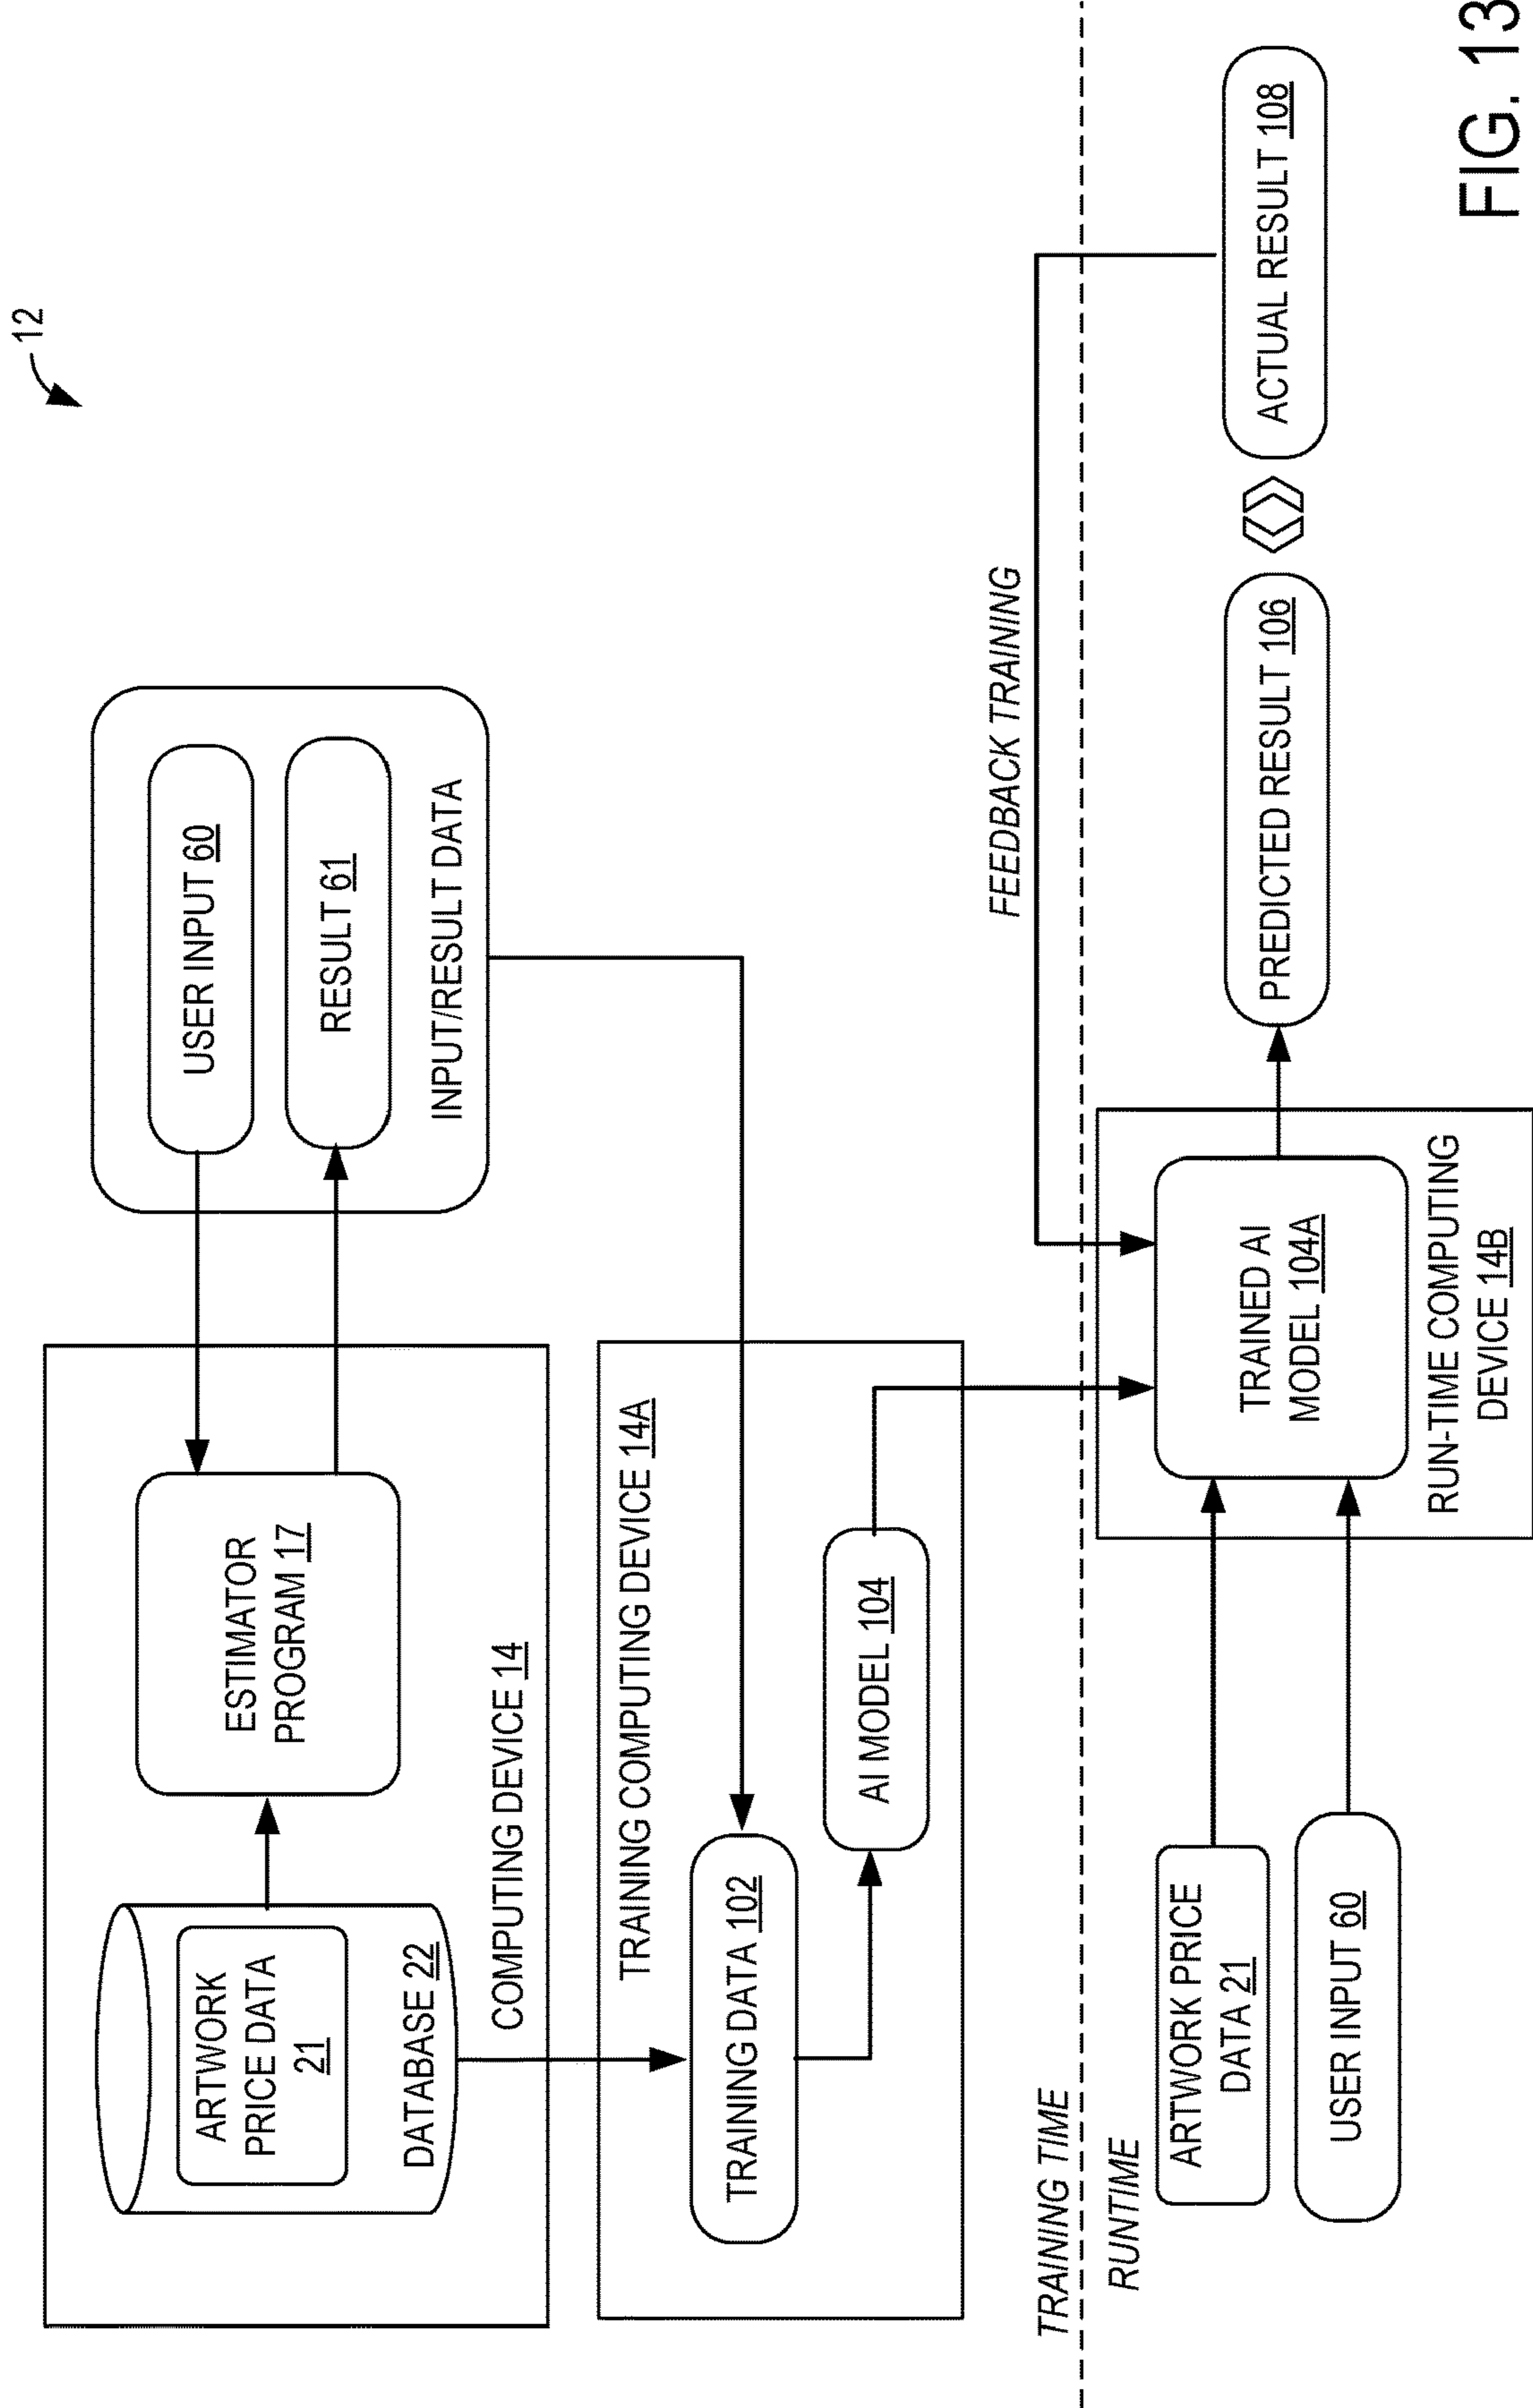 12
ARTWORK
PRICE DATA
21
DATABASE 22
ESTIMATOR
PROGRAM 17
COMPUTING DEVICE 14
USER INPUT 60
RESULT 61
INPUT/RESULT DATA
TRAINING COMPUTING DEVICE 14A
TRAINING DATA 102
AI MODEL 104
FEEDBACK TRAINING
TRAINING TIME
RUNTIME
ARTWORK PRICE
DATA 21
USER INPUT 60
TRAINED AI
MODEL 104A
RUN-TIME COMPUTING
DEVICE 14B
PREDICTED RESULT 106
ACTUAL RESULT 108
FIG. 13